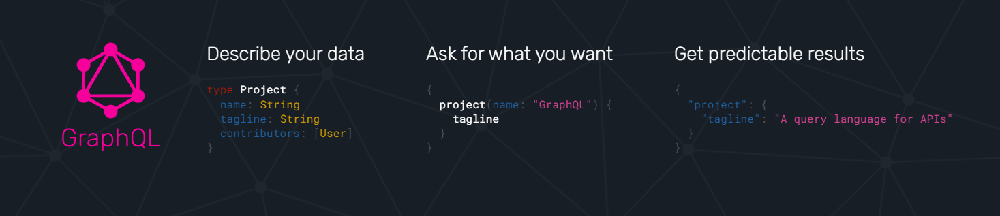 GraphQL
Describe your data
type Project {
  name: String
  tagline: String
  contributors: [User]
}
Ask for what you want
{
  project(name: "GraphQL") {
    tagline
  }
}
Get predictable results
{
  "project": {
    "tagline": "A query language for APIs"
  }
}